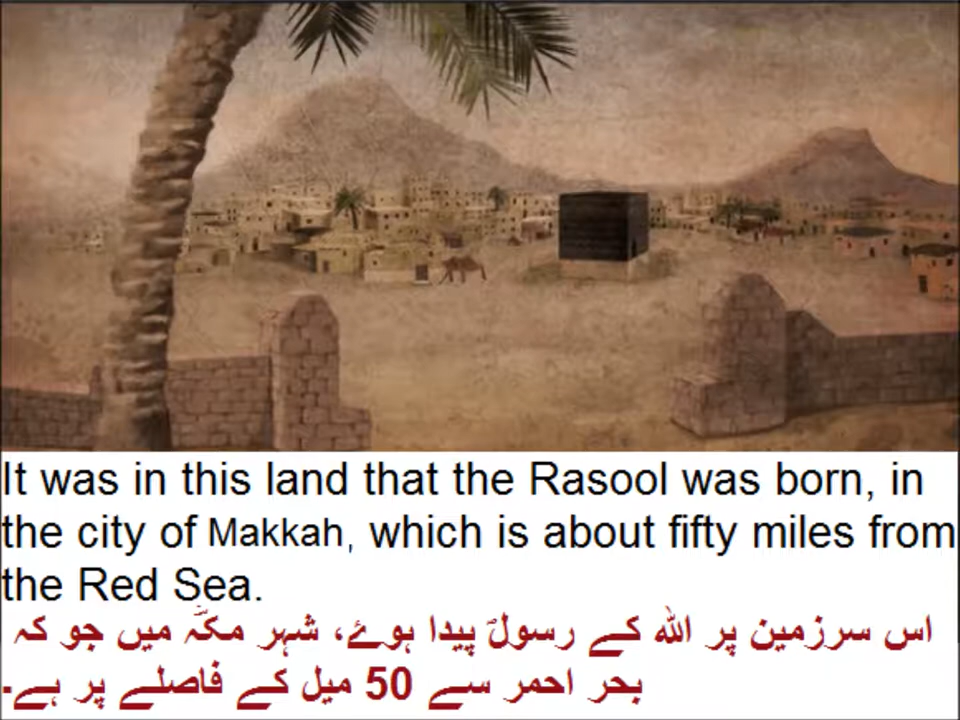 It was in this land that the Rasool was born, in
the city of Makkah, which is about fifty miles from
the Red Sea.
اس سرزمین پر اللہ کے رسولؐ پیدا ہوۓ، شہر مکہّ میں جو کہ
بحر احمر سے 50 میل کے فاصلے پر ہے۔